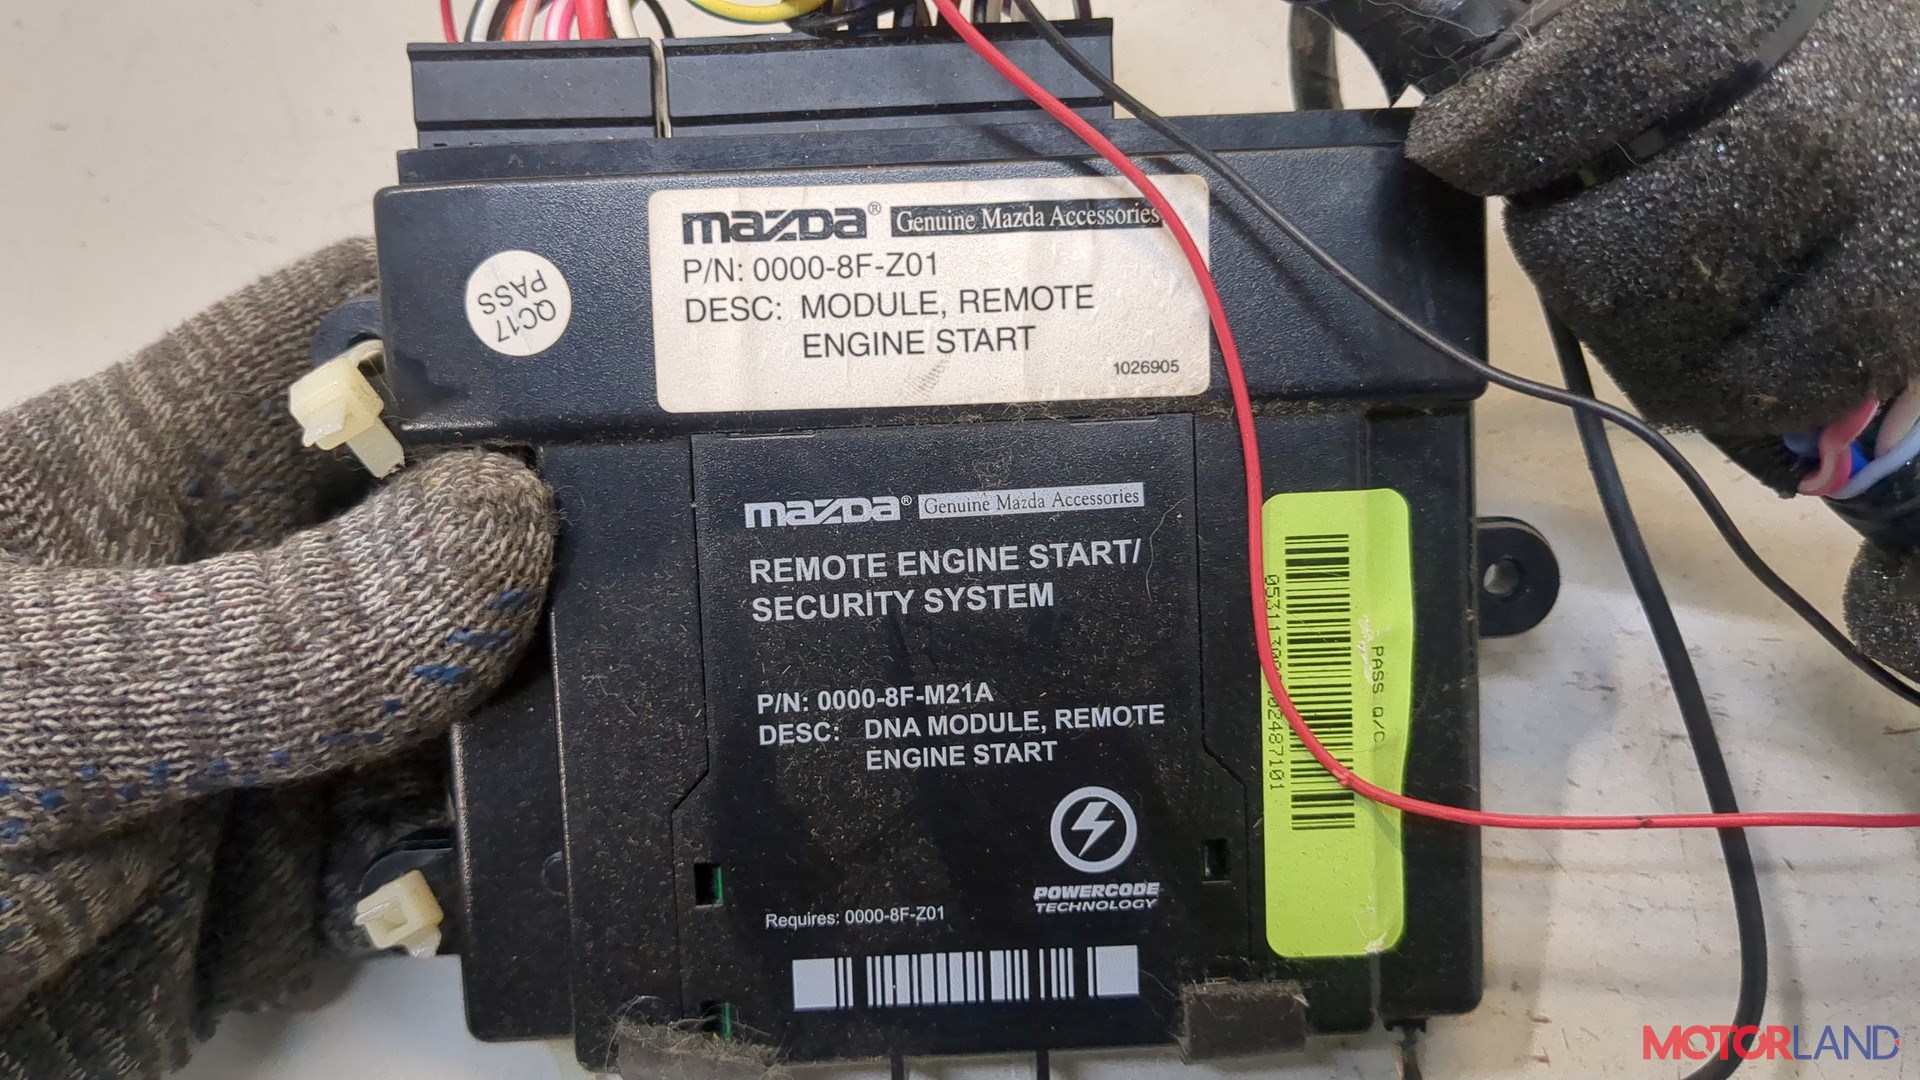 mazda® Genuine Mazda Accessories
P/N: 0000-8F-Z01
DESC: MODULE, REMOTE
ENGINE START
1026905
QC17
PASS
mazda® Genuine Mazda Accessories
REMOTE ENGINE START/
SECURITY SYSTEM
P/N: 0000-8F-M21A
DESC: DNA MODULE, REMOTE
ENGINE START
POWERCODE
TECHNOLOGY
Requires: 0000-8F-Z01
PASS Q/C
MOTORLAND